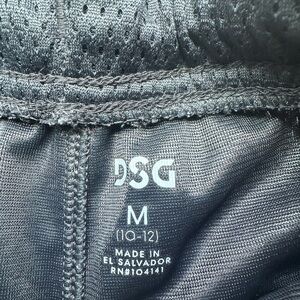 DSG
M
(10-12)
MADE IN
EL SALVADOR
RN#104141